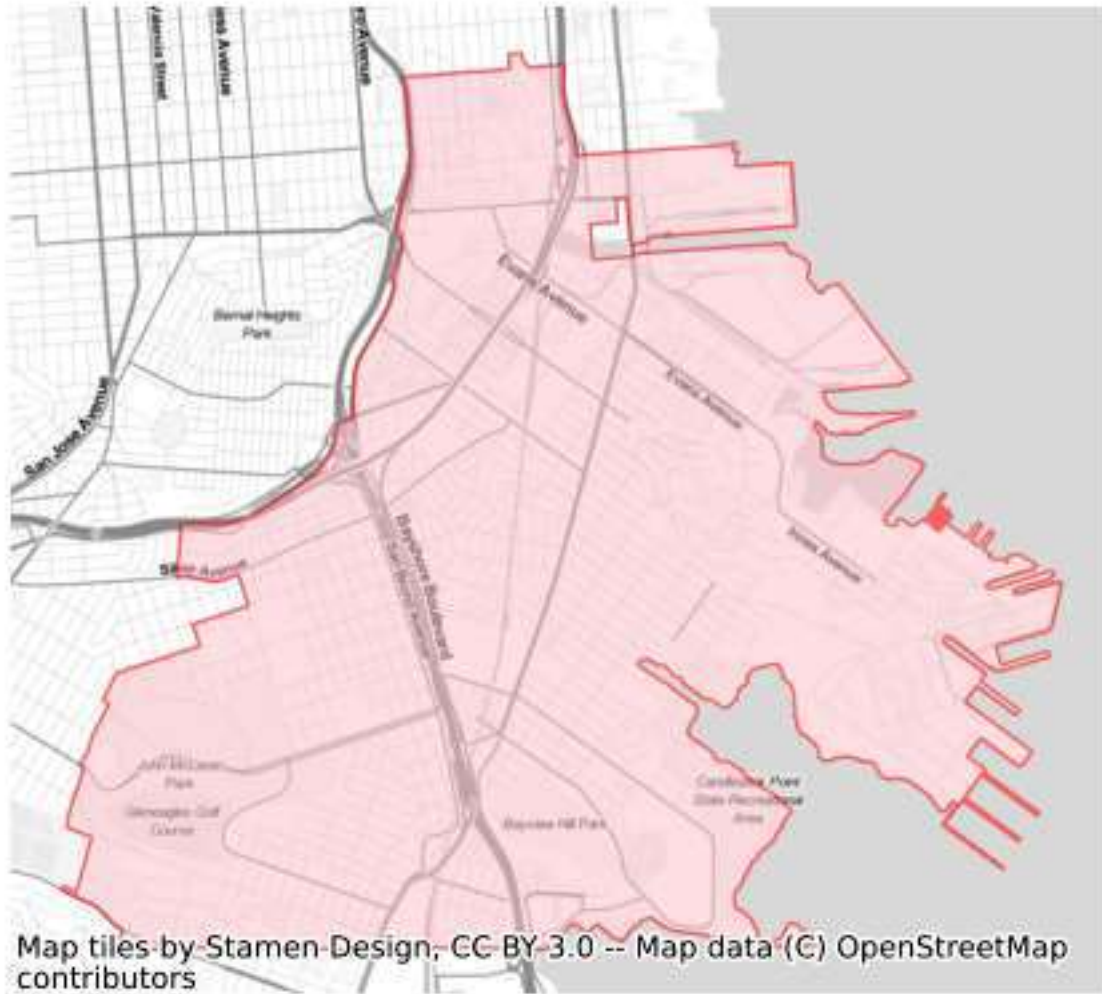 Valencia Street
Avenue
Evans Avenue
Bernal Heights
Park
Evans Avenue
San Jose Avenue
Innes Avenue
Bayshore Boulevard
Avenue
John McLaren
Park
Gleneagles Golf
Course
Bayview Hill Park
Candlestick Point
State Recreational
Area
Map tiles by Stamen Design, CC BY 3.0 -- Map data (C) OpenStreetMap
contributors